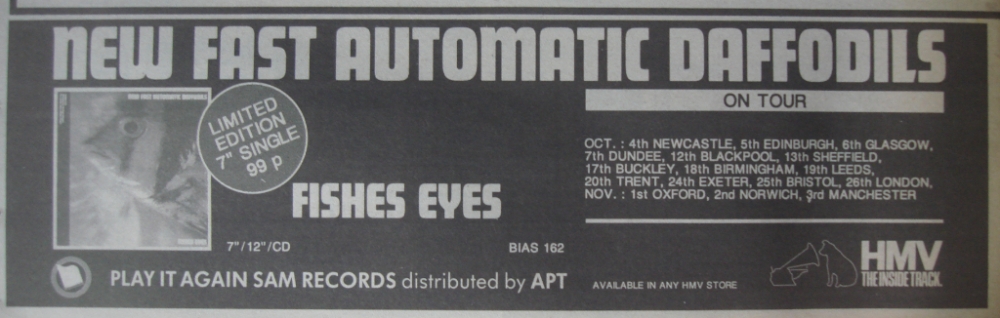 NEW FAST AUTOMATIC DAFFODILS
LIMITED
EDITION
7" SINGLE
99 p
FISHES EYES
7"/12"/CD
BIAS 162
PLAY IT AGAIN SAM RECORDS distributed by APT
ON TOUR
OCT. : 4th NEWCASTLE, 5th EDINBURGH, 6th GLASGOW,
7th DUNDEE, 12th BLACKPOOL, 13th SHEFFIELD,
17th BUCKLEY, 18th BIRMINGHAM, 19th LEEDS,
20th TRENT, 24th EXETER, 25th BRISTOL, 26th LONDON,
NOV. : 1st OXFORD, 2nd NORWICH, 3rd MANCHESTER
AVAILABLE IN ANY HMV STORE
HMV
THE INSIDE TRACK.